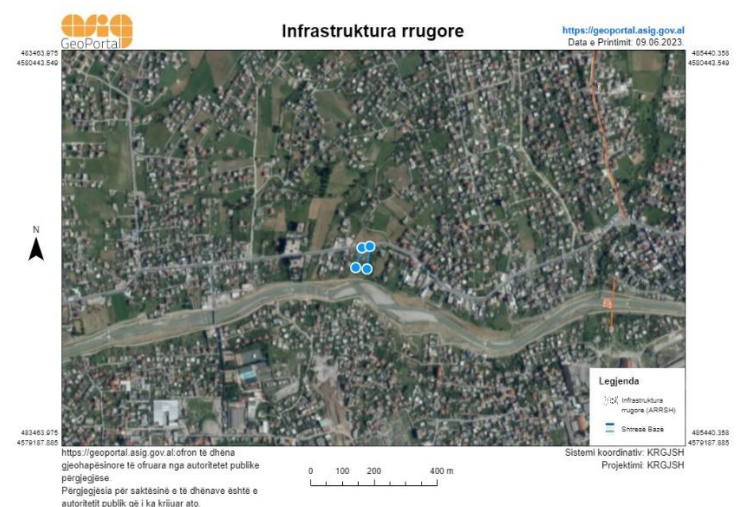 asig
GeoPortal
Infrastruktura rrugore
https://geoportal.asig.gov.al
Data e Printimit: 09.06.2023.
483463.975
4580443.549
485440.358
4580443.549
N
Legjenda
Infrastruktura
rrugore (ARRSH)
Shtresë Bazë
483463.975
4579187.885
485440.358
4579187.885
https://geoportal.asig.gov.al:ofron të dhëna
gjeohapësinore të ofruara nga autoritetet publike
përgjegjëse.
Përgjegjësia për saktësinë e të dhënave është e
autoritetit publik që i ka krijuar ato.
0 100 200 400 m
Sistemi koordinativ: KRGJSH
Projektimi: KRGJSH